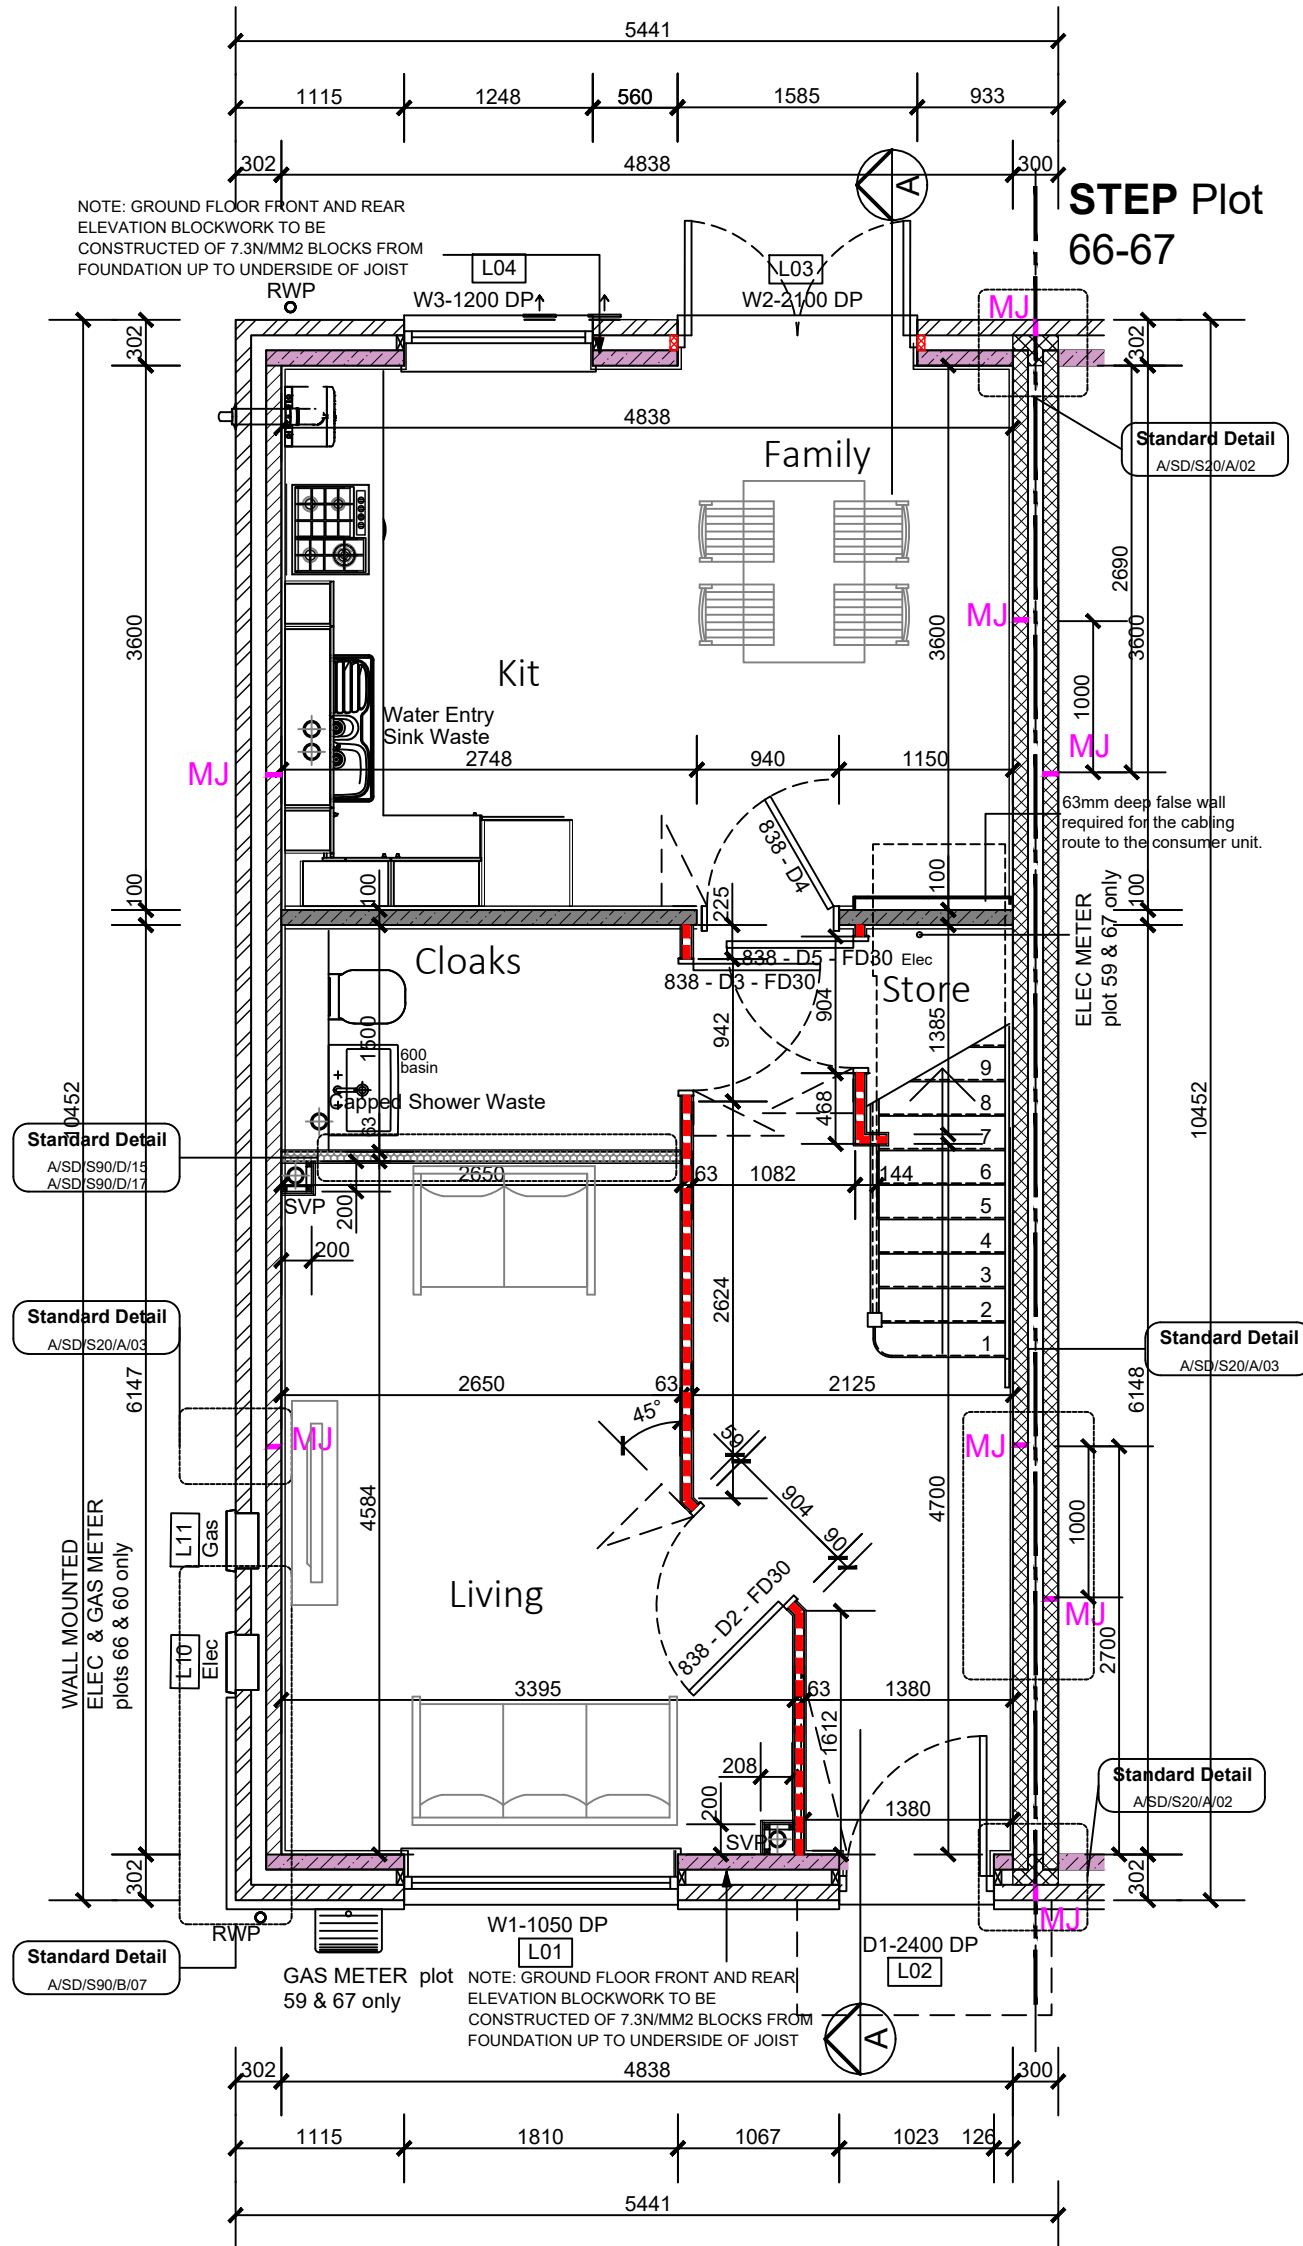 5441
1115
1248
560
1585
933
302
4838
300
A
STEP Plot
66-67
NOTE: GROUND FLOOR FRONT AND REAR
ELEVATION BLOCKWORK TO BE
CONSTRUCTED OF 7.3N/MM2 BLOCKS FROM
FOUNDATION UP TO UNDERSIDE OF JOIST
RWP
L04
W3-1200 DP
L03
W2-2100 DP
MJ
302
302
4838
Family
Standard Detail
A/SD/S20/A/02
2690
MJ
3600
3600
3600
1000
Kit
Water Entry
Sink Waste
MJ
MJ
2748
940
1150
838 - D4
63mm deep false wall
required for the cabling
route to the consumer unit.
100
100
225
100
100
ELEC METER
plot 59 & 67 only
Cloaks
838 - D5 - FD30
Elec
838 - D3 - FD30
Store
942
904
1385
1500
600
basin
Capped Shower Waste
63
468
9
8
7
6
5
4
3
2
1
10452
10452
Standard Detail
A/SD/S90/D/15
A/SD/S90/D/17
2650
63
1082
144
SVP
200
200
2624
Standard Detail
A/SD/S20/A/03
Standard Detail
A/SD/S20/A/03
6147
6148
2650
63
2125
45°
59
MJ
MJ
904
90
4584
4700
1000
WALL MOUNTED
ELEC & GAS METER
plots 66 & 60 only
L11
Gas
L10
Elec
Living
838 - D2 - FD30
MJ
2700
3395
63
1380
1612
208
200
1380
SVP
Standard Detail
A/SD/S20/A/02
302
302
MJ
RWP
W1-1050 DP
L01
D1-2400 DP
L02
Standard Detail
A/SD/S90/B/07
GAS METER plot
59 & 67 only
NOTE: GROUND FLOOR FRONT AND REAR
ELEVATION BLOCKWORK TO BE
CONSTRUCTED OF 7.3N/MM2 BLOCKS FROM
FOUNDATION UP TO UNDERSIDE OF JOIST
A
302
4838
300
1115
1810
1067
1023
126
5441